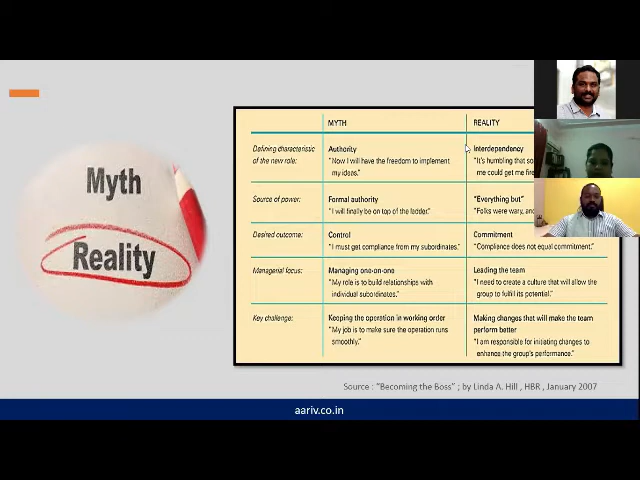 Myth
Reality
MYTH
REALITY
Defining characteristic
of the new role:
Authority
"Now I will have the freedom to implement
my ideas."
Interdependency
"It's humbling that so
me could get me fire
Source of power:
Formal authority
"I will finally be on top of the ladder."
"Everything but"
"Folks were wary, and
Desired outcome:
Control
"I must get compliance from my subordinates."
Commitment
"Compliance does not equal commitment."
Managerial focus:
Managing one-on-one
"My role is to build relationships with
individual subordinates."
Leading the team
"I need to create a culture that will allow the
group to fulfill its potential."
Key challenge:
Keeping the operation in working order
"My job is to make sure the operation runs
smoothly."
Making changes that will make the team
perform better
"I am responsible for initiating changes to
enhance the group's performance."
Source : "Becoming the Boss" ; by Linda A. Hill , HBR , January 2007
aariv.co.in